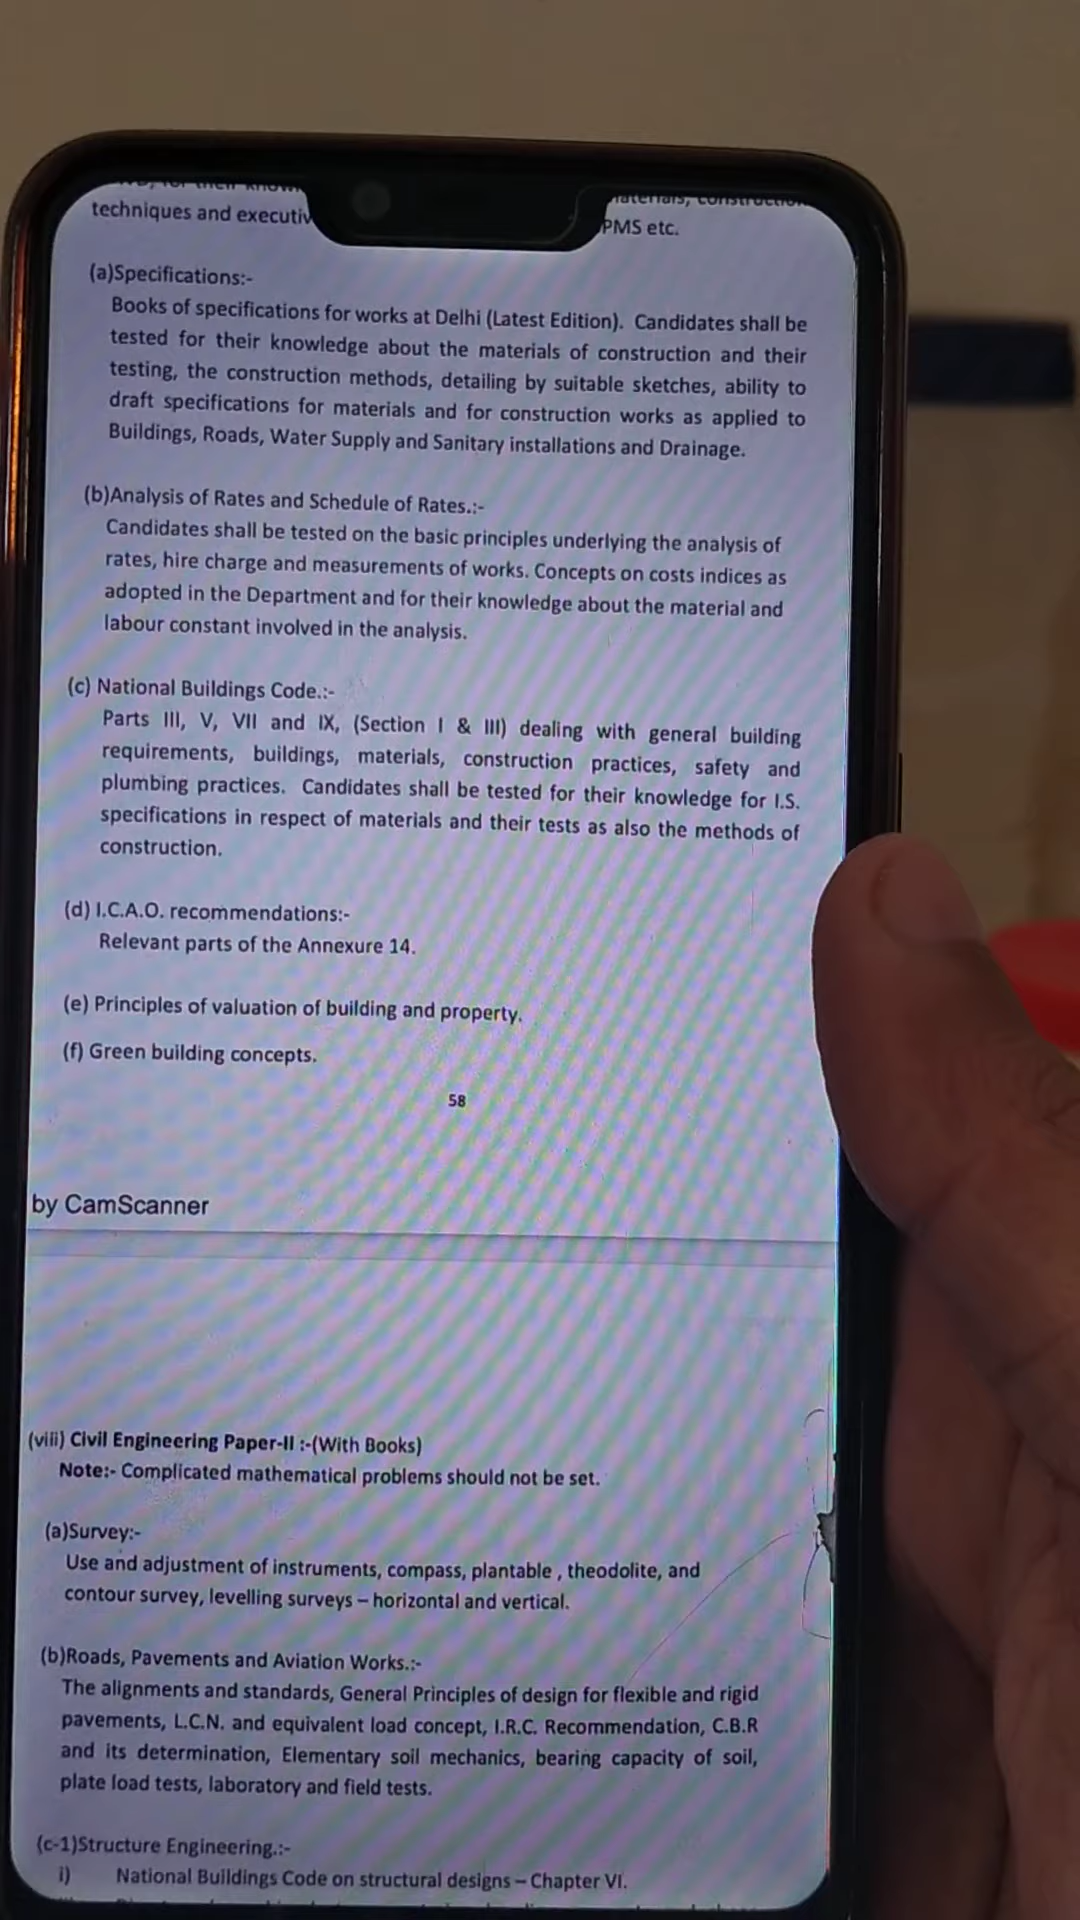 techniques and executiv
PMS etc.
(a)Specifications:-
Books of specifications for works at Delhi (Latest Edition). Candidates shall be
tested for their knowledge about the materials of construction and their
testing, the construction methods, detailing by suitable sketches, ability to
draft specifications for materials and for construction works as applied to
Buildings, Roads, Water Supply and Sanitary installations and Drainage.
(b)Analysis of Rates and Schedule of Rates.:-
Candidates shall be tested on the basic principles underlying the analysis of
rates, hire charge and measurements of works. Concepts on costs indices as
adopted in the Department and for their knowledge about the material and
labour constant involved in the analysis.
(c) National Buildings Code.:-
Parts III, V, VII and IX, (Section I & III) dealing with general building
requirements, buildings, materials, construction practices, safety and
plumbing practices. Candidates shall be tested for their knowledge for I.S.
specifications in respect of materials and their tests as also the methods of
construction.
(d) I.C.A.O. recommendations:-
Relevant parts of the Annexure 14.
(e) Principles of valuation of building and property.
(f) Green building concepts.
58
by CamScanner
(viii) Civil Engineering Paper-II :-(With Books)
Note:- Complicated mathematical problems should not be set.
(a)Survey:-
Use and adjustment of instruments, compass, plantable , theodolite, and
contour survey, levelling surveys – horizontal and vertical.
(b)Roads, Pavements and Aviation Works.:-
The alignments and standards, General Principles of design for flexible and rigid
pavements, L.C.N. and equivalent load concept, I.R.C. Recommendation, C.B.R
and its determination, Elementary soil mechanics, bearing capacity of soil,
plate load tests, laboratory and field tests.
(c-1)Structure Engineering.:-
i) National Buildings Code on structural designs – Chapter VI.